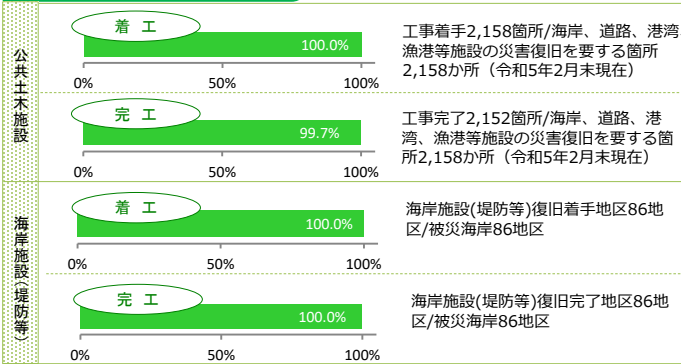 公共土木施設
着 工
100.0%
0% 50% 100%
工事着手2,158箇所/海岸、道路、港湾、
漁港等施設の災害復旧を要する箇所
2,158か所（令和5年2月末現在）
完 工
99.7%
0% 50% 100%
工事完了2,152箇所/海岸、道路、港
湾、漁港等施設の災害復旧を要する箇
所2,158か所（令和5年2月末現在）
海岸施設（堤防等）
着 工
100.0%
0% 50% 100%
海岸施設(堤防等)復旧着手地区86地
区/被災海岸86地区
完 工
100.0%
0% 50% 100%
海岸施設(堤防等)復旧完了地区86地
区/被災海岸86地区